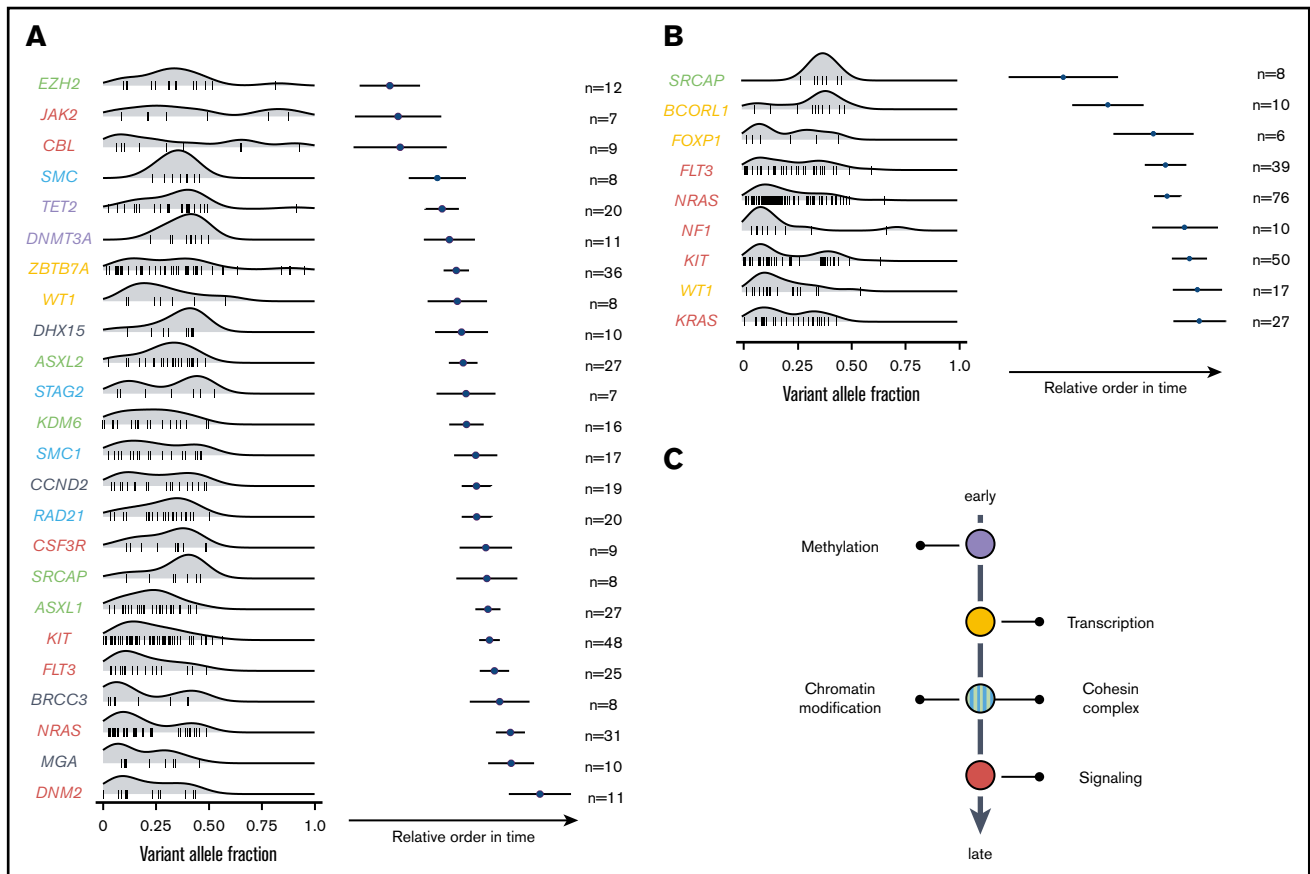 A
EZH2 n=12
JAK2 n=7
CBL n=9
SMC n=8
TET2 n=20
DNMT3A n=11
ZBTB7A n=36
WT1 n=8
DHX15 n=10
ASXL2 n=27
STAG2 n=7
KDM6 n=16
SMC1 n=17
CCND2 n=19
RAD21 n=20
CSF3R n=9
SRCAP n=8
ASXL1 n=27
KIT n=48
FLT3 n=25
BRCC3 n=8
NRAS n=31
MGA n=10
DNM2 n=11
0 0.25 0.50 0.75 1.0
Variant allele fraction
Relative order in time
B
SRCAP n=8
BCORL1 n=10
FOXP1 n=6
FLT3 n=39
NRAS n=76
NF1 n=10
KIT n=50
WT1 n=17
KRAS n=27
0 0.25 0.50 0.75 1.0
Variant allele fraction
Relative order in time
C
early
Methylation
Transcription
Chromatin
modification
Cohesin
complex
Signaling
late